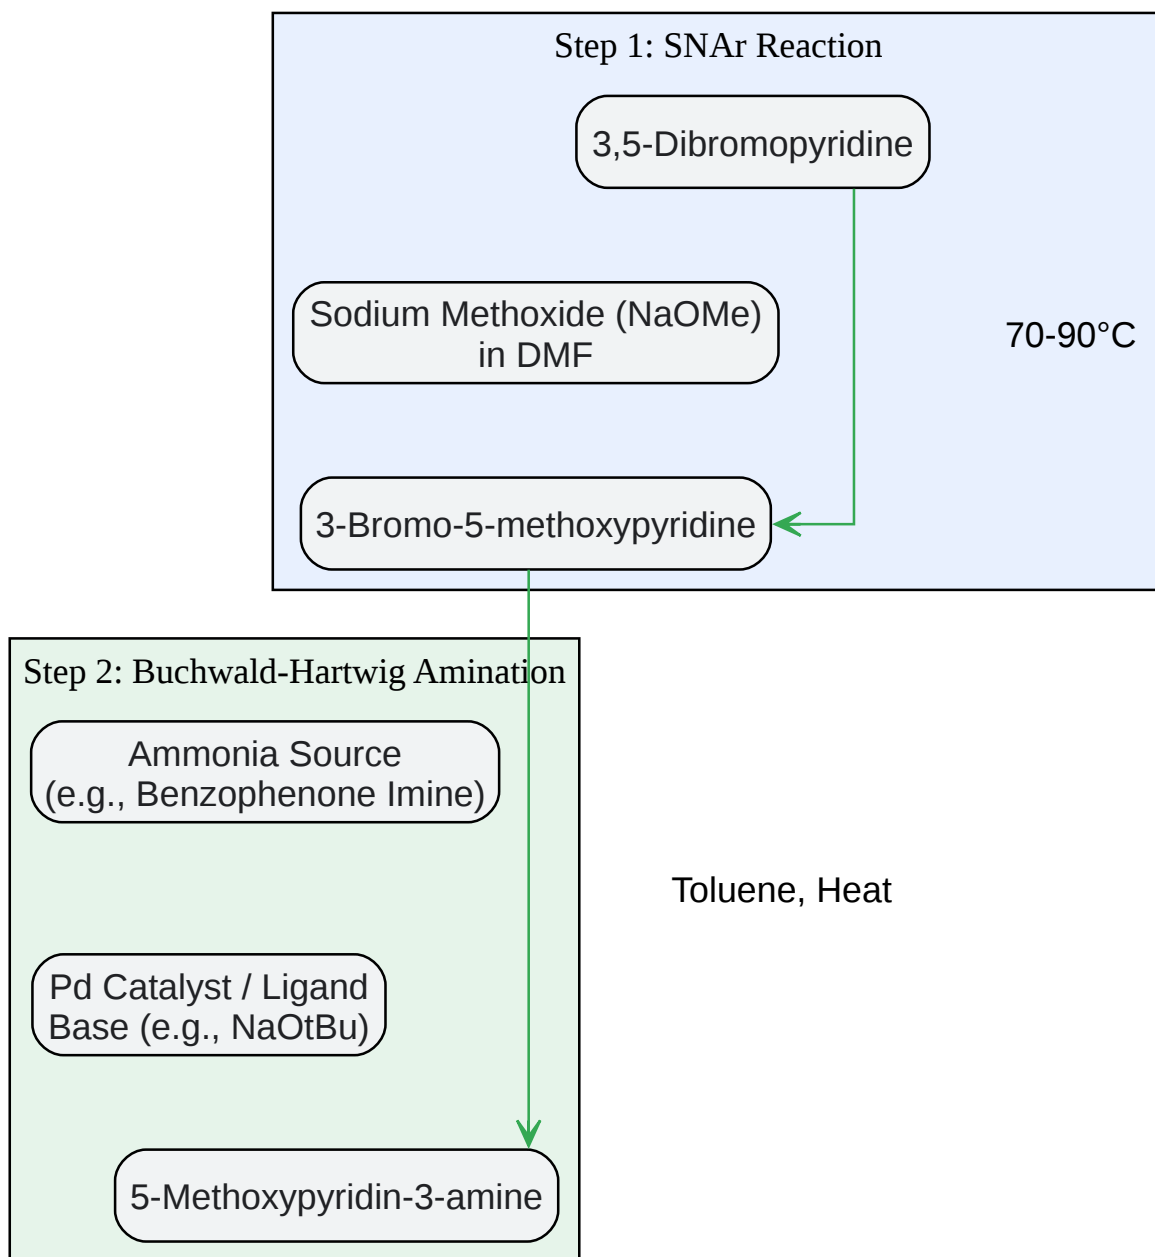 Step 1: SNAr Reaction
3,5-Dibromopyridine
Sodium Methoxide (NaOMe)
in DMF
70-90°C
3-Bromo-5-methoxypyridine
Step 2: Buchwald-Hartwig Amination
Ammonia Source
(e.g., Benzophenone Imine)
Toluene, Heat
Pd Catalyst / Ligand
Base (e.g., NaOtBu)
5-Methoxypyridin-3-amine